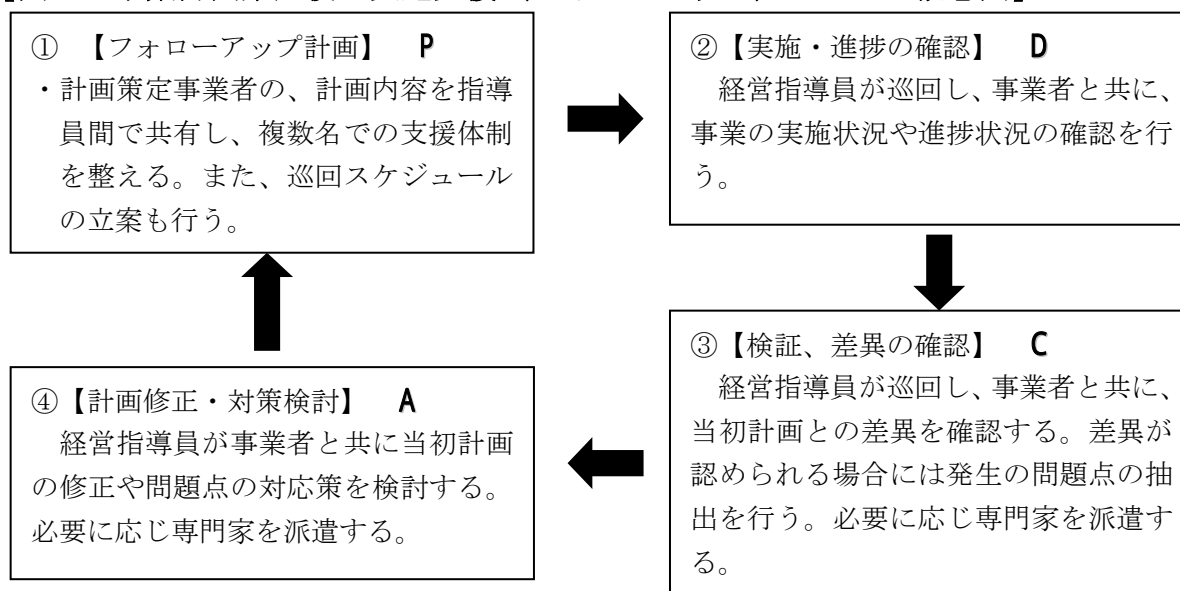 ① 【フォローアップ計画】 P
・計画策定事業者の、計画内容を指導
員間で共有し、複数名での支援体制
を整える。また、巡回スケジュール
の立案も行う。
②【実施・進捗の確認】 D
経営指導員が巡回し、事業者と共に、
事業の実施状況や進捗状況の確認を行
う。
③【検証、差異の確認】 C
経営指導員が巡回し、事業者と共に、
当初計画との差異を確認する。差異が
認められる場合には発生の問題点の抽
出を行う。必要に応じ専門家を派遣す
る。
④【計画修正・対策検討】 A
経営指導員が事業者と共に当初計画
の修正や問題点の対応策を検討する。
必要に応じ専門家を派遣する。